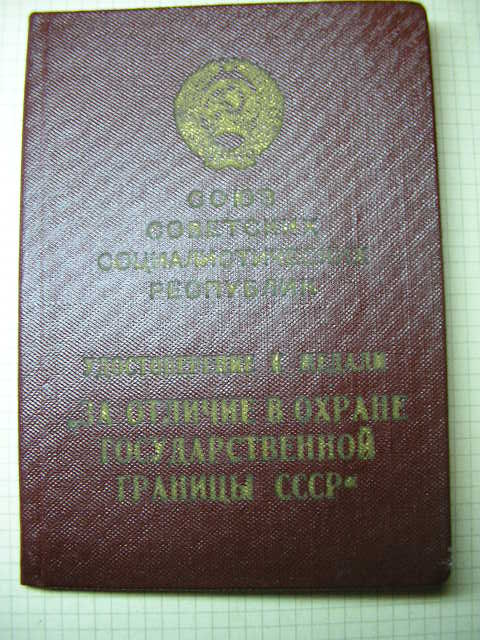 СОЮЗ
СОВЕТСКИХ
СОЦИАЛИСТИЧЕСКИХ
РЕСПУБЛИК
УДОСТОВЕРЕНИЕ К МЕДАЛИ
„ЗА ОТЛИЧИЕ В ОХРАНЕ
ГОСУДАРСТВЕННОЙ
ГРАНИЦЫ СССР“